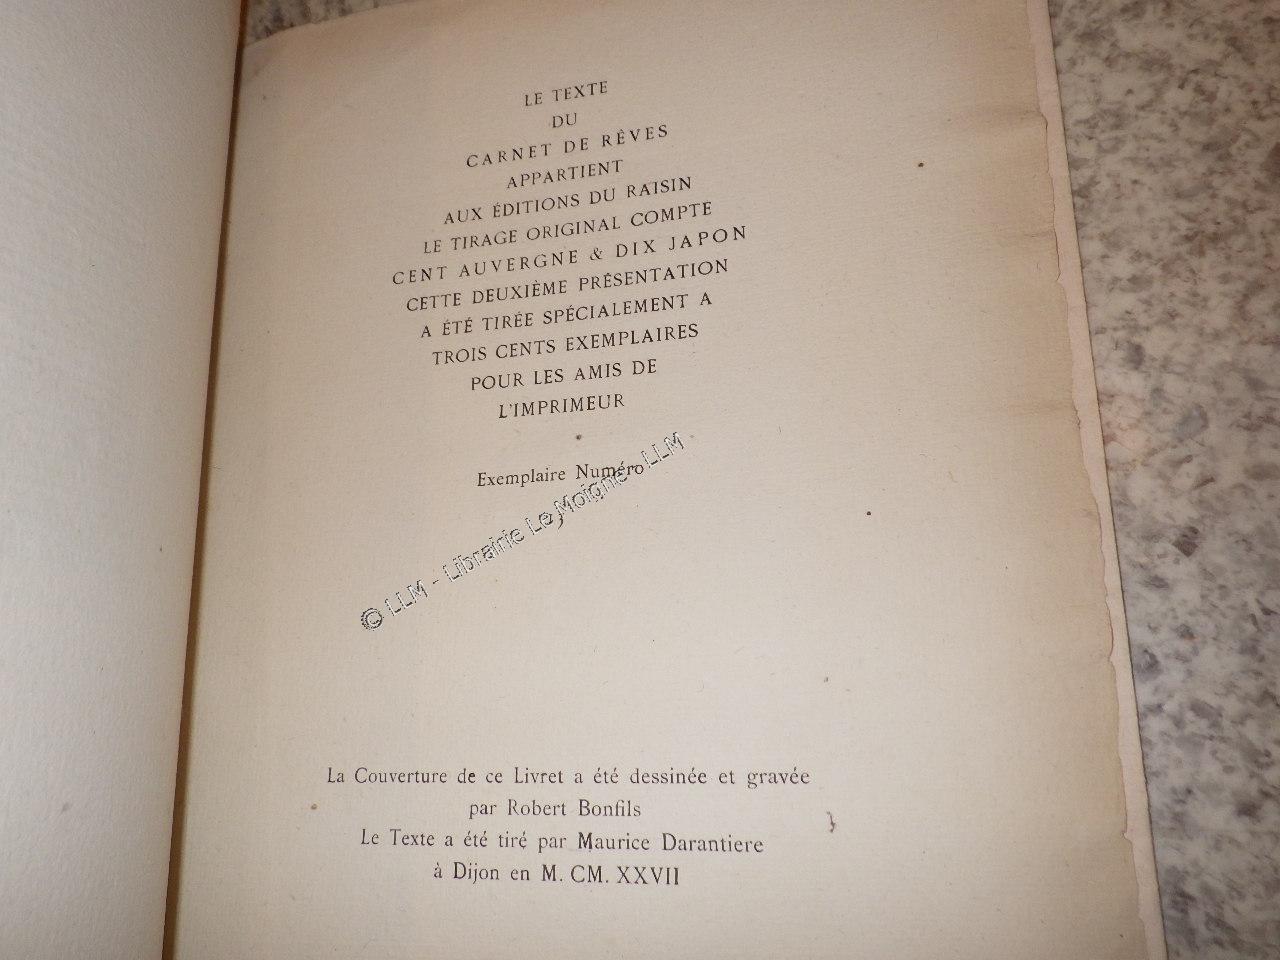 LE TEXTE
DU
CARNET DE RÊVES
APPARTIENT
AUX ÉDITIONS DU RAISIN
LE TIRAGE ORIGINAL COMPTE
CENT AUVERGNE & DIX JAPON
CETTE DEUXIÈME PRÉSENTATION
A ÉTÉ TIRÉE SPÉCIALEMENT A
TROIS CENTS EXEMPLAIRES
POUR LES AMIS DE
L'IMPRIMEUR
Exemplaire Numéro
© LLM - Librairie Le Moigne - LLM
La Couverture de ce Livret a été dessinée et gravée
par Robert Bonfils
Le Texte a été tiré par Maurice Darantiere
à Dijon en M. CM. XXVII